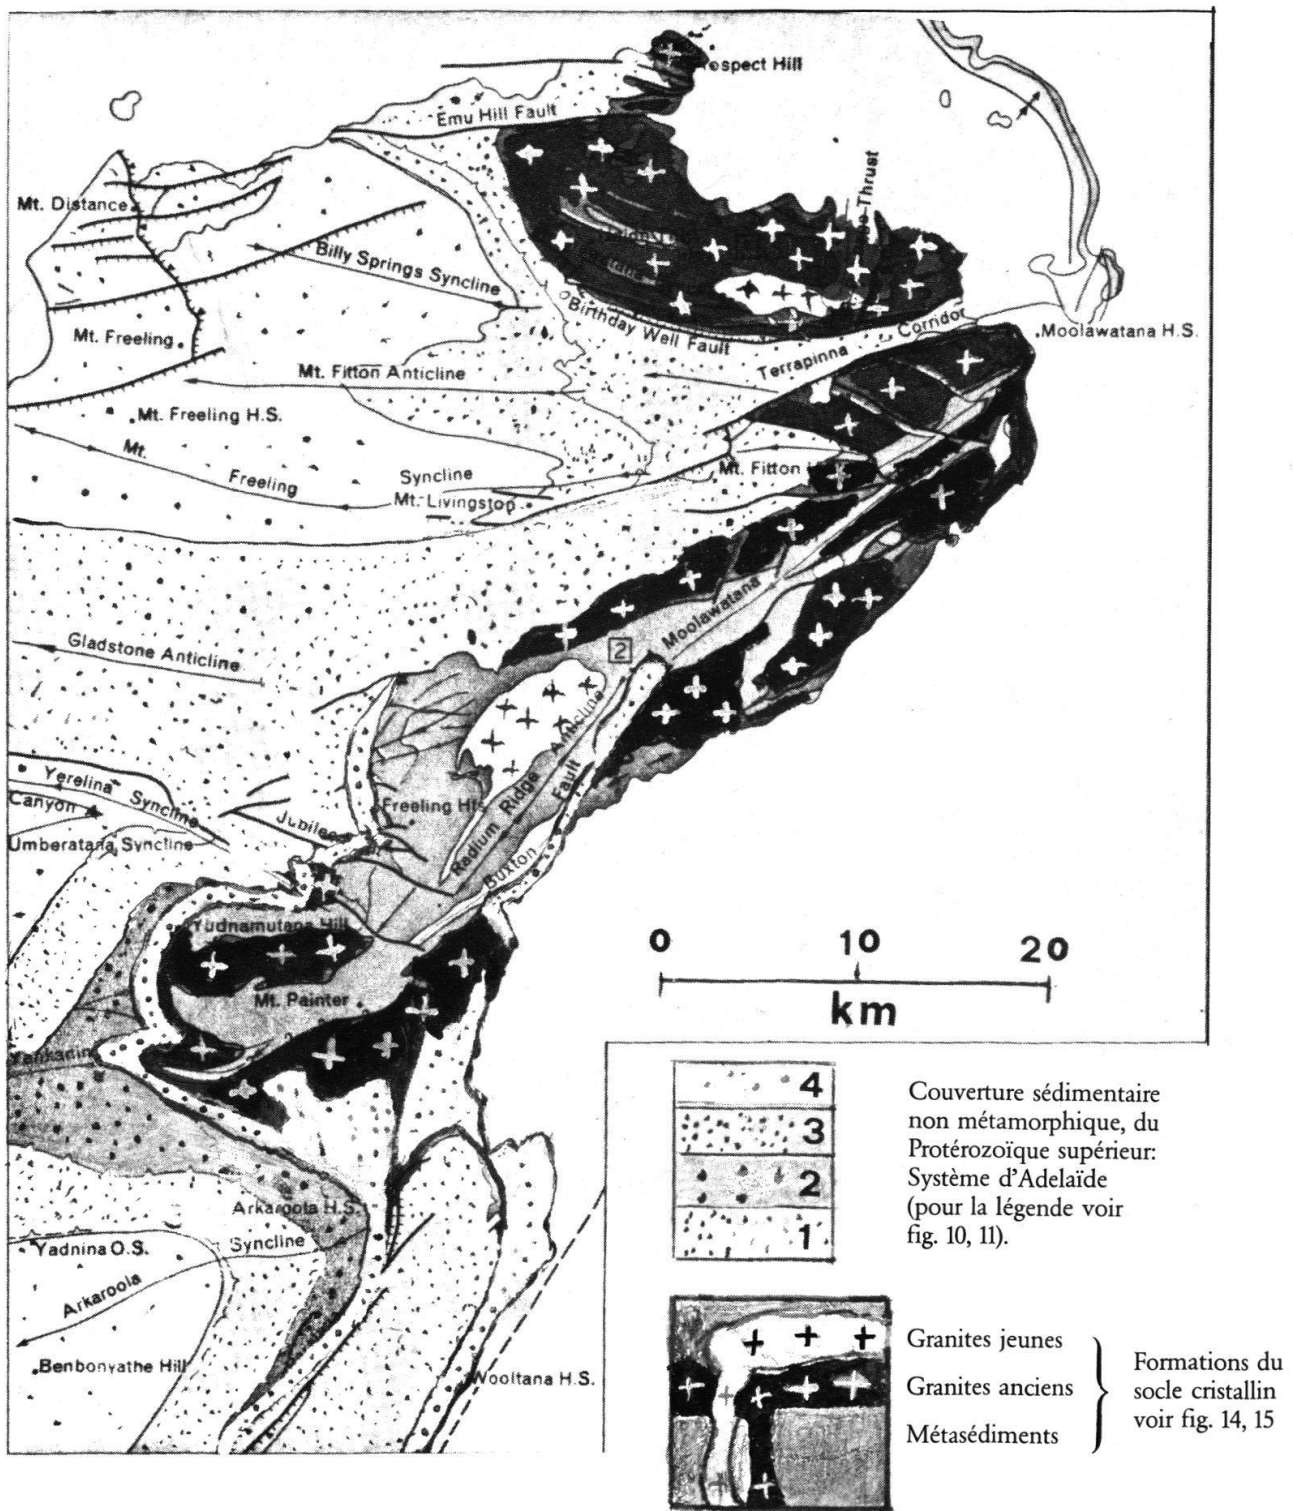 ospect Hill
Emu Hill Fault
Thrust
Mt. Distance
Billy Springs Syncline
Birthday Well Fault
Corridor
Moolawatana H.S.
Mt. Freeling
Terrapinna
Mt. Fitton Anticline
Mt. Freeling H.S.
Mt. Freeling Syncline
Mt. Fitton
Mt. Livingston
Moolawatana
2
Gladstone Anticline
Radium Ridge Anticline
Fault
Yerelina Syncline
Freeling Hts
Canyon
Jubilee
Umberatana Syncline
Buxton
Yudnamutana Hill
0 10 20
km
Mt. Painter
Yankanin
4
3
2
1
Couverture sédimentaire
non métamorphique, du
Protérozoïque supérieur:
Système d'Adelaïde
(pour la légende voir
fig. 10, 11).
Arkaroola H.S.
Yadnina O.S.
Arkaroola Syncline
Benbonyathe Hill
Wooltana H.S.
Granites jeunes
Granites anciens
Métasédiments
Formations du
socle cristallin
voir fig. 14, 15